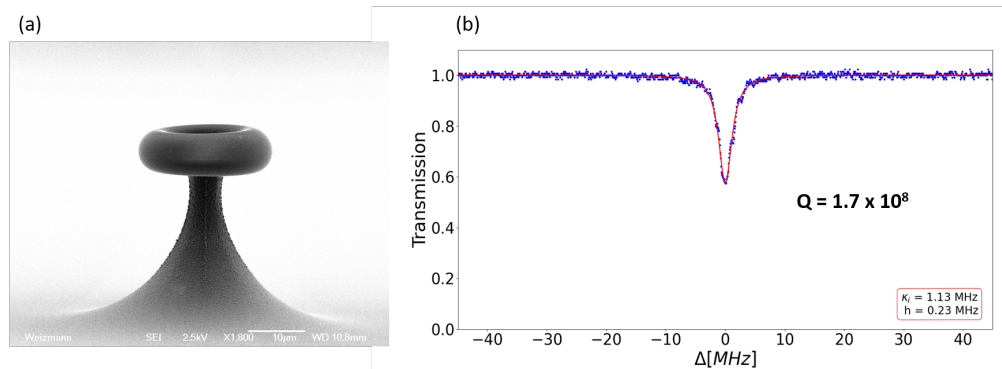 (a)
Weizmann SEI 2.5kV X1,800 10μm WD 10.8mm
(b)
Transmission
1.0
0.8
0.6
0.4
0.2
0.0
Q = 1.7 x 10⁸
κᵢ = 1.13 MHz
h = 0.23 MHz
−40 −30 −20 −10 0 10 20 30 40
Δ[MHz]